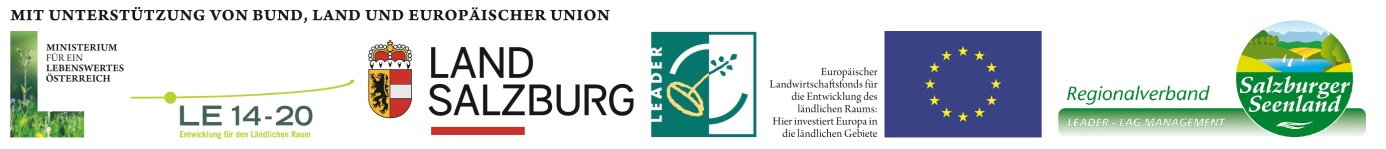 MIT UNTERSTÜTZUNG VON BUND, LAND UND EUROPÄISCHER UNION
MINISTERIUM
FÜR EIN
LEBENSWERTES
ÖSTERREICH
LE 14-20
Entwicklung für den Ländlichen Raum
LAND
SALZBURG
LEADER
Europäischer
Landwirtschaftsfonds für
die Entwicklung des
ländlichen Raums:
Hier investiert Europa in
die ländlichen Gebiete
Regionalverband
LEADER - LAG MANAGEMENT
Salzburger
Seenland